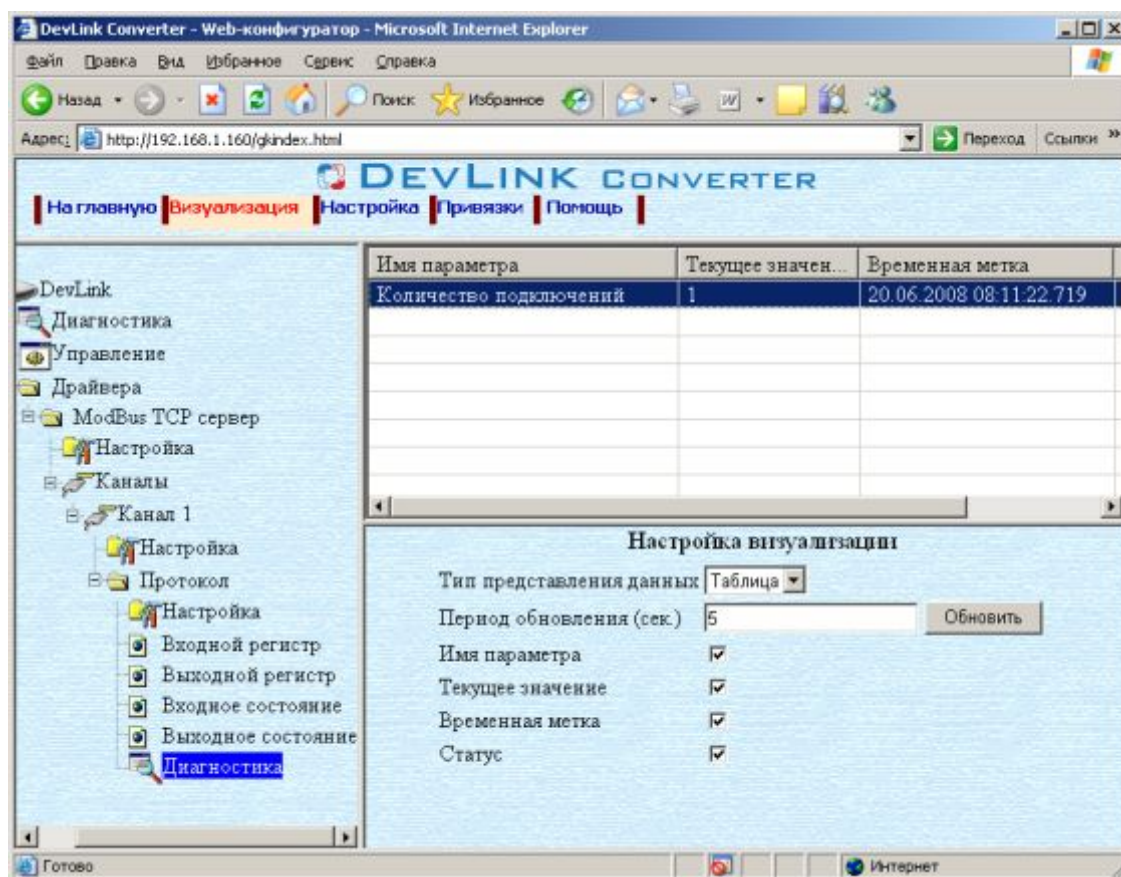 DevLink Converter - Web-конфигуратор - Microsoft Internet Explorer
Файл Правка Вид Избранное Сервис Справка
Назад Поиск Избранное
Адрес: http://192.168.1.160/gkindex.html Переход Ссылки »
DEVLINK CONVERTER
На главную Визуализация Настройка Привязки Помощь
Имя параметра Текущее значен... Временная метка
Количество подключений 1 20.06.2008 08:11:22.719
DevLink
Диагностика
Управление
Драйвера
ModBus TCP сервер
Настройка
Каналы
Канал 1
Настройка
Протокол
Настройка
Входной регистр
Выходной регистр
Входное состояние
Выходное состояние
Диагностика
Настройка визуализации
Тип представления данных Таблица
Период обновления (сек.) 5 Обновить
Имя параметра
Текущее значение
Временная метка
Статус
Готово Интернет